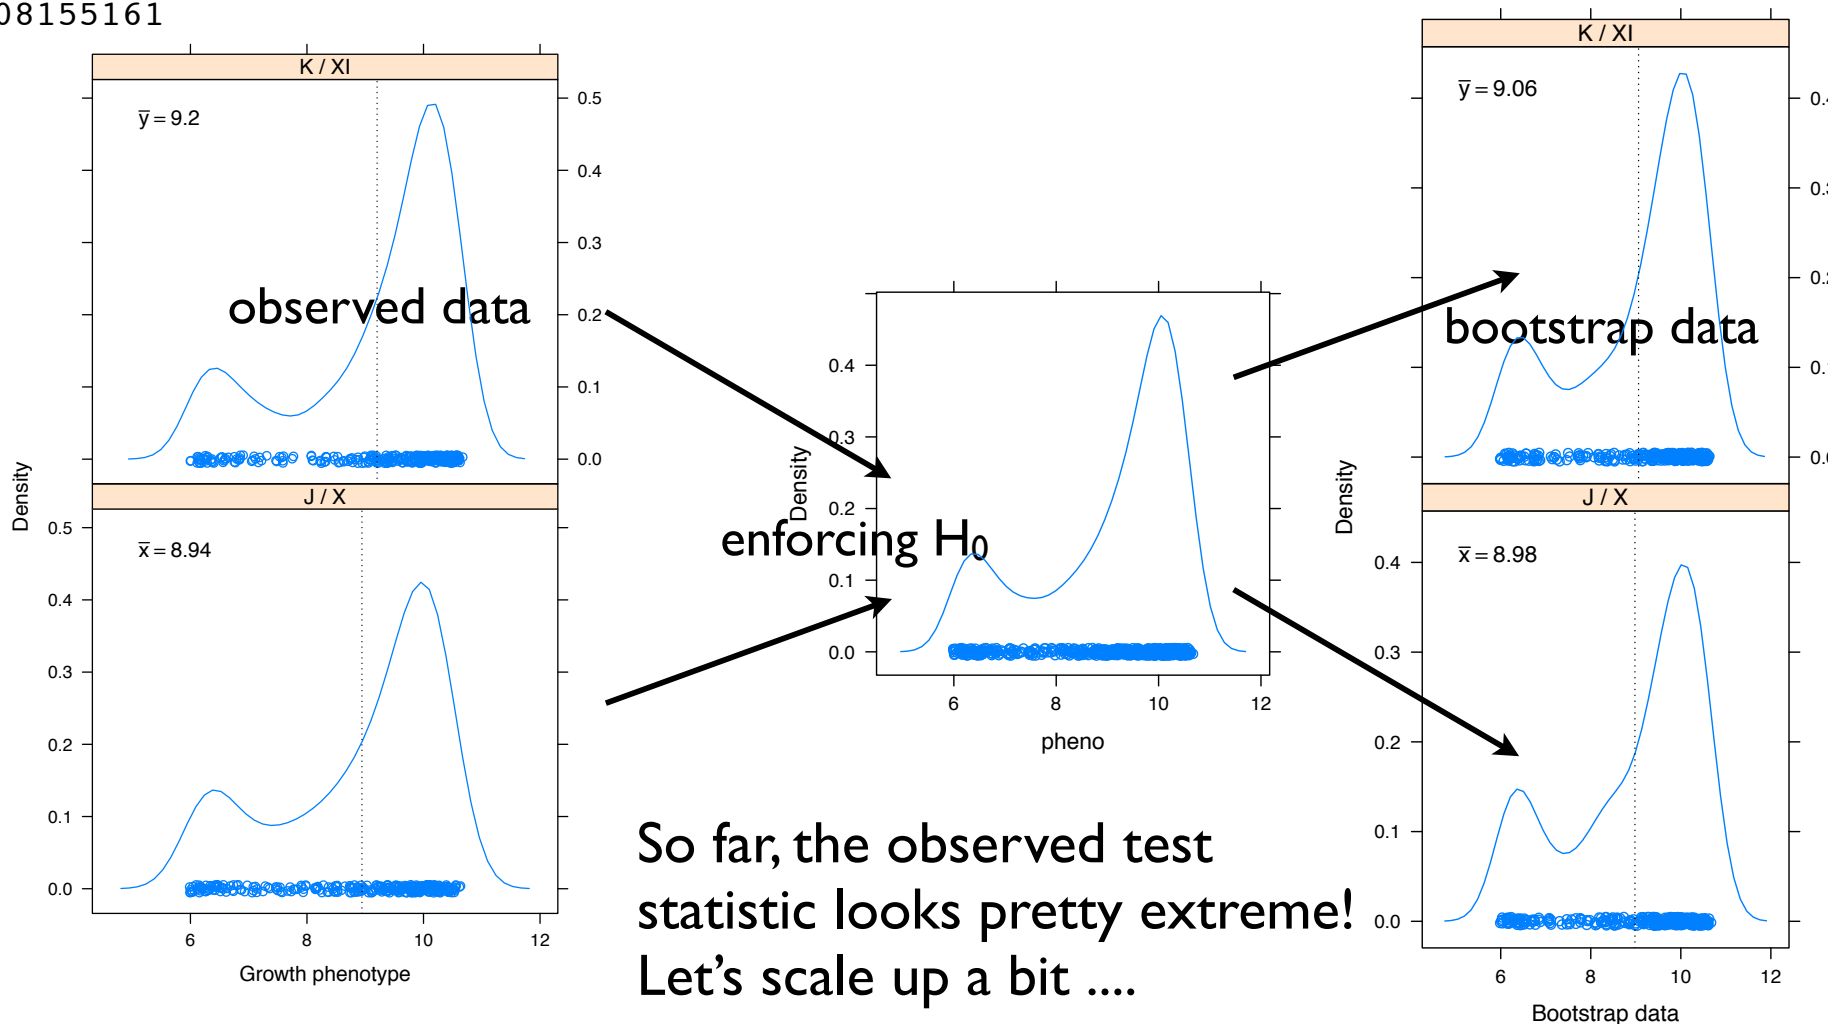 08155161
K / XI
y̅ = 9.2
0.5
0.4
0.3
0.2
0.1
0.0
observed data
J / X
x̅ = 8.94
0.5
0.4
0.3
0.2
0.1
0.0
Density
6 8 10 12
Growth phenotype
0.4
0.3
0.2
0.1
0.0
Density
enforcing H₀
6 8 10 12
pheno
So far, the observed test
statistic looks pretty extreme!
Let's scale up a bit ....
K / XI
y̅ = 9.06
bootstrap data
J / X
x̅ = 8.98
0.4
0.3
0.2
0.1
0.0
Density
6 8 10 12
Bootstrap data